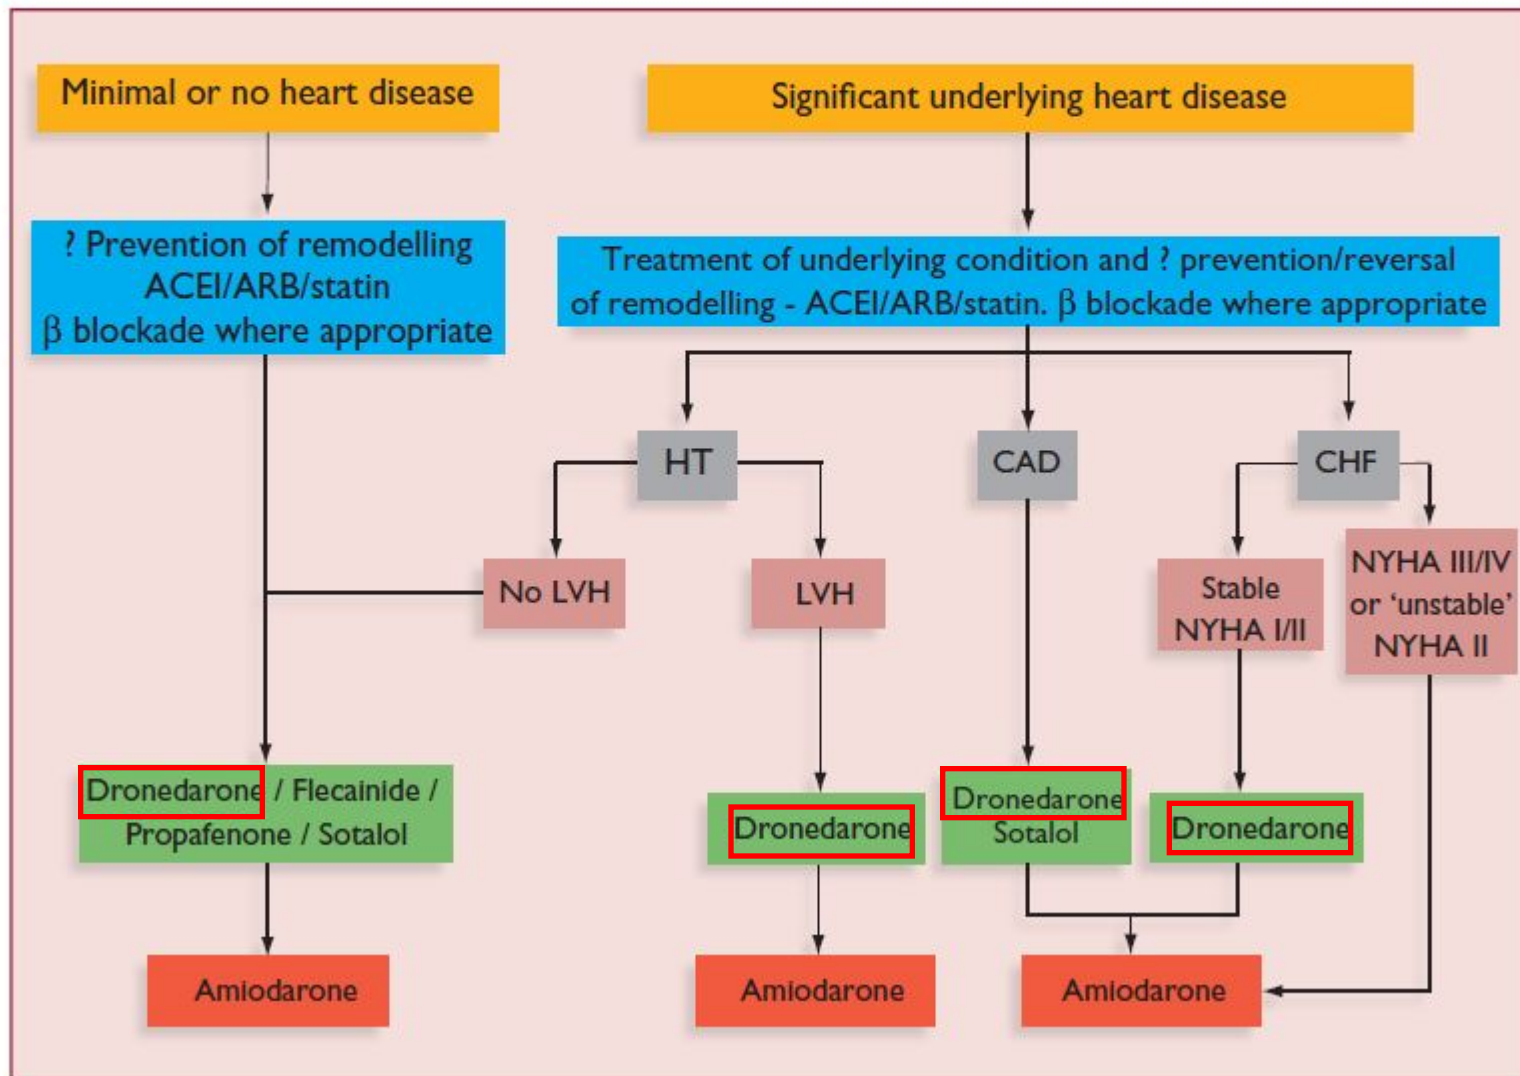 Minimal or no heart disease
Significant underlying heart disease
? Prevention of remodelling
ACEI/ARB/statin
β blockade where appropriate
Treatment of underlying condition and ? prevention/reversal
of remodelling - ACEI/ARB/statin. β blockade where appropriate
HT
CAD
CHF
No LVH
LVH
Stable
NYHA I/II
NYHA III/IV
or ‘unstable’
NYHA II
Dronedarone / Flecainide /
Propafenone / Sotalol
Dronedarone
Dronedarone
Sotalol
Dronedarone
Amiodarone
Amiodarone
Amiodarone